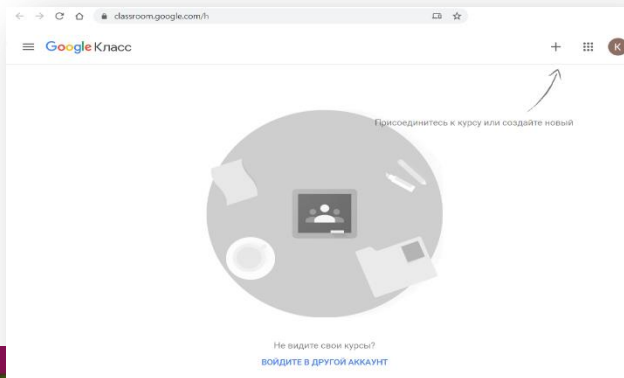 classroom.google.com/h
Google Класс
К
Присоединитесь к курсу или создайте новый
Не видите свои курсы?
ВОЙДИТЕ В ДРУГОЙ АККАУНТ